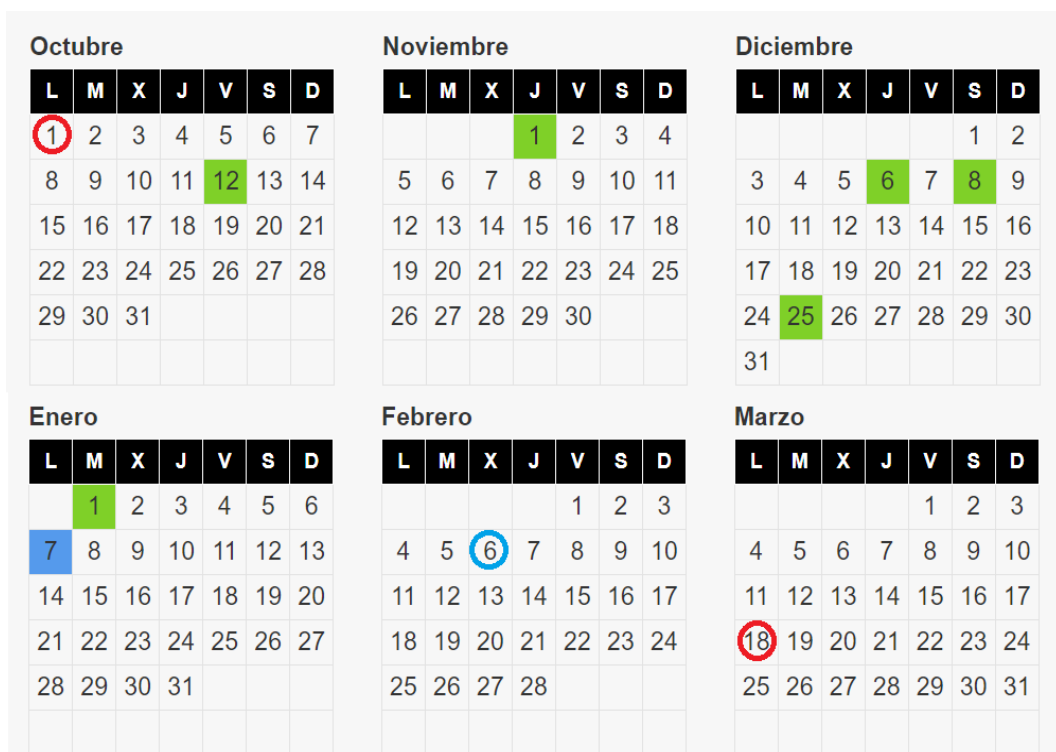 Octubre
L M X J V S D
1 2 3 4 5 6 7
8 9 10 11 12 13 14
15 16 17 18 19 20 21
22 23 24 25 26 27 28
29 30 31
Noviembre
L M X J V S D
1 2 3 4
5 6 7 8 9 10 11
12 13 14 15 16 17 18
19 20 21 22 23 24 25
26 27 28 29 30
Diciembre
L M X J V S D
1 2
3 4 5 6 7 8 9
10 11 12 13 14 15 16
17 18 19 20 21 22 23
24 25 26 27 28 29 30
31
Enero
L M X J V S D
1 2 3 4 5 6
7 8 9 10 11 12 13
14 15 16 17 18 19 20
21 22 23 24 25 26 27
28 29 30 31
Febrero
L M X J V S D
1 2 3
4 5 6 7 8 9 10
11 12 13 14 15 16 17
18 19 20 21 22 23 24
25 26 27 28
Marzo
L M X J V S D
1 2 3
4 5 6 7 8 9 10
11 12 13 14 15 16 17
18 19 20 21 22 23 24
25 26 27 28 29 30 31